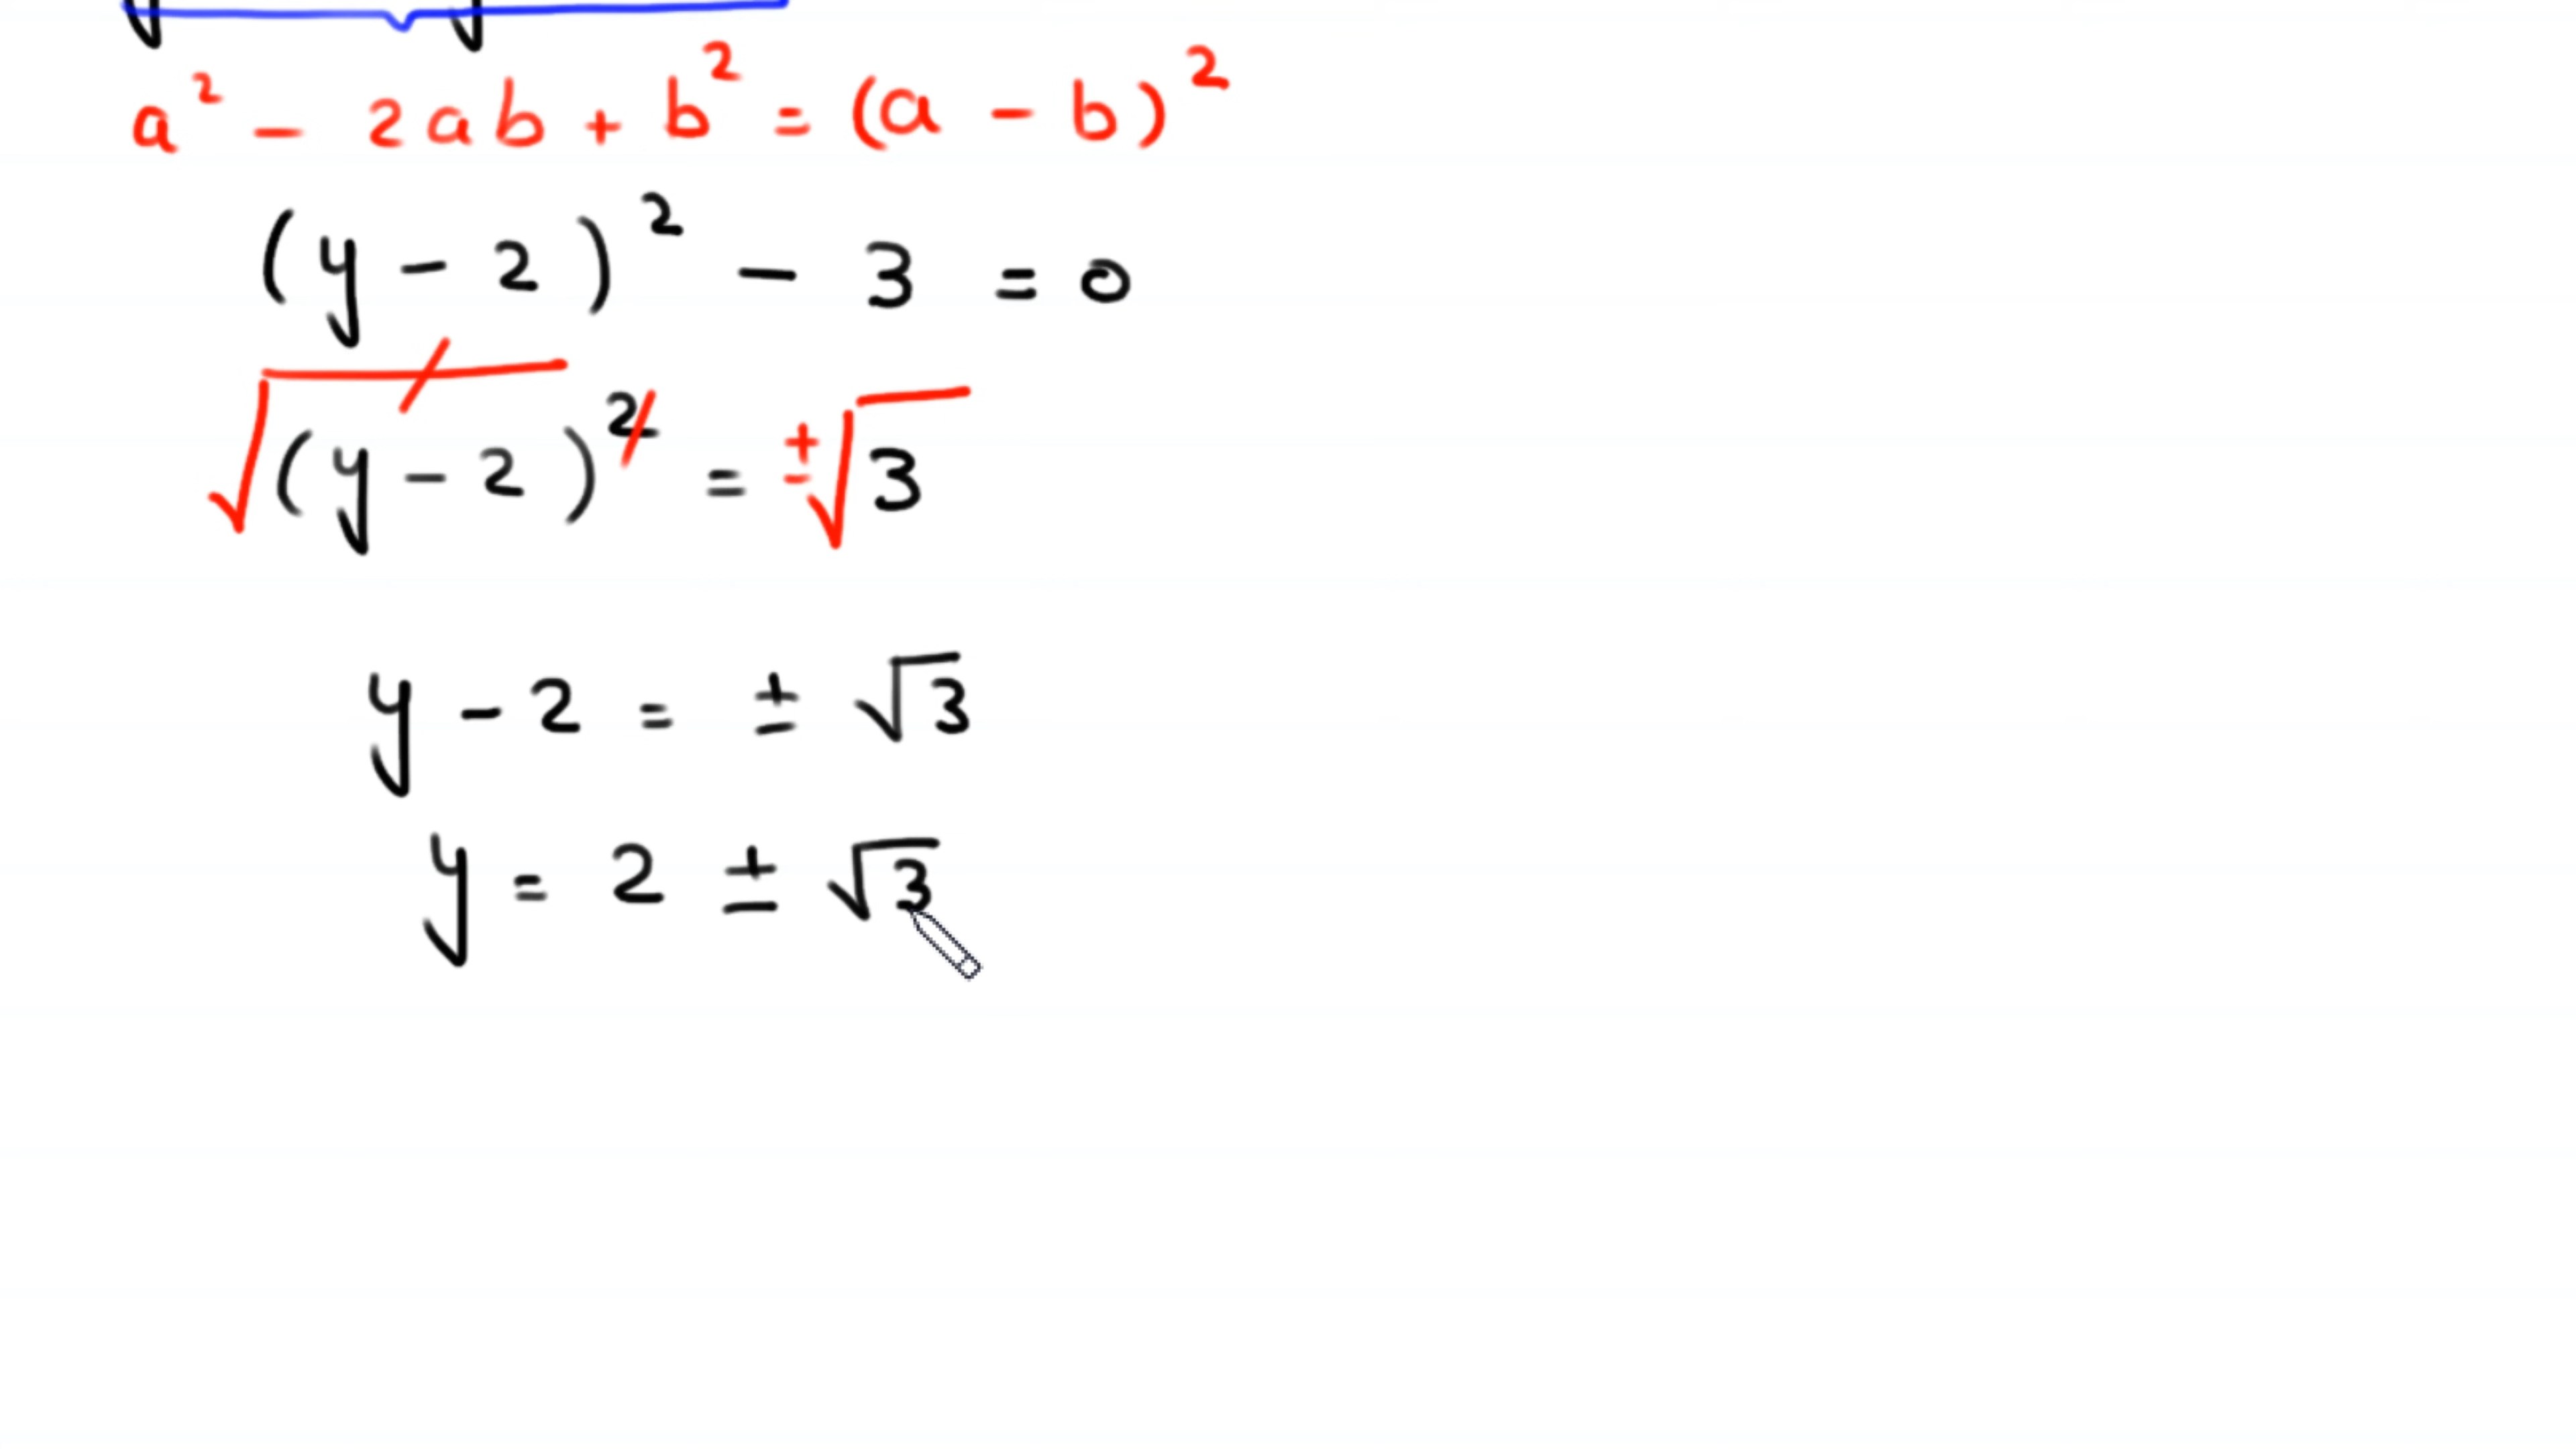 a² - 2ab + b² = (a - b)²
(y - 2)² - 3 = 0
√(y - 2)² = ±√3
y - 2 = ± √3
y = 2 ± √3